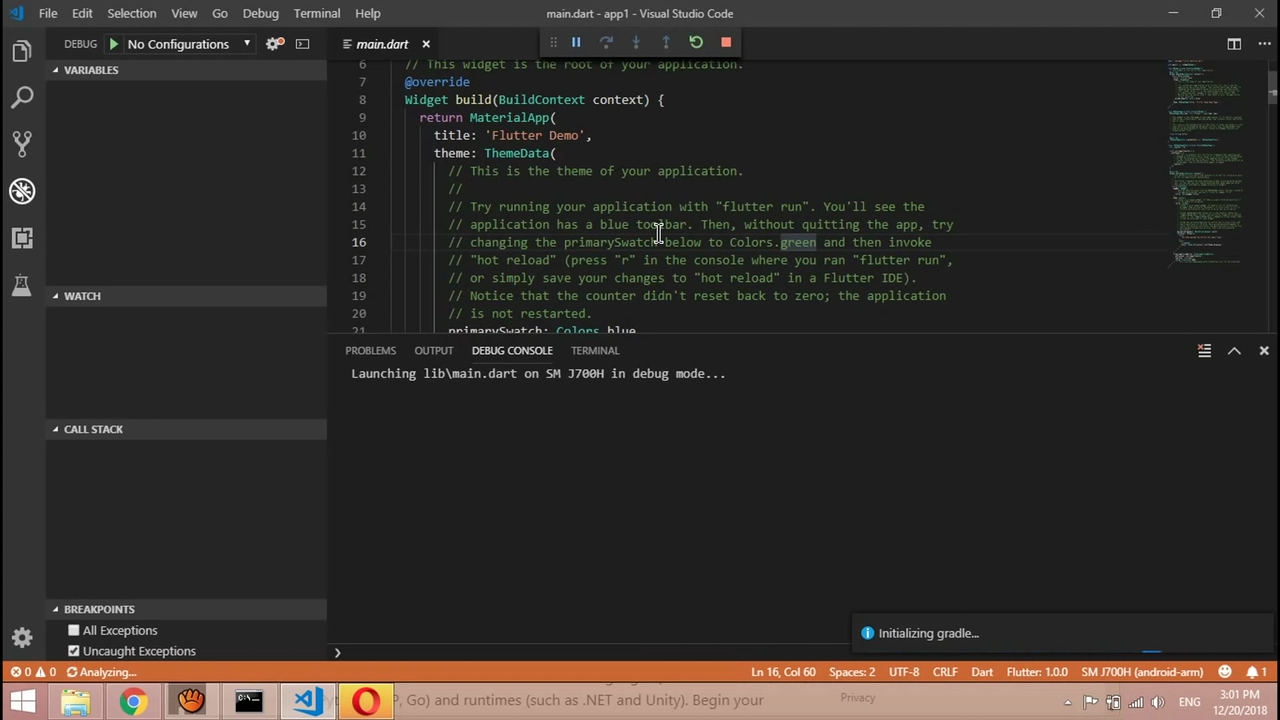 File Edit Selection View Go Debug Terminal Help
main.dart - app1 - Visual Studio Code
DEBUG No Configurations
main.dart
VARIABLES
6 // This widget is the root of your application.
7 @override
8 Widget build(BuildContext context) {
9 return MaterialApp(
10 title: 'Flutter Demo',
11 theme: ThemeData(
12 // This is the theme of your application.
13 //
14 // Try running your application with "flutter run". You'll see the
15 // application has a blue toolbar. Then, without quitting the app, try
16 // changing the primarySwatch below to Colors.green and then invoke
17 // "hot reload" (press "r" in the console where you ran "flutter run",
18 // or simply save your changes to "hot reload" in a Flutter IDE).
19 // Notice that the counter didn't reset back to zero; the application
20 // is not restarted.
21 primarySwatch: Colors.blue
WATCH
PROBLEMS OUTPUT DEBUG CONSOLE TERMINAL
Launching lib\main.dart on SM J700H in debug mode...
CALL STACK
BREAKPOINTS
All Exceptions
Uncaught Exceptions
Initializing gradle...
0 0 Analyzing... Ln 16, Col 60 Spaces: 2 UTF-8 CRLF Dart Flutter: 1.0.0 SM J700H (android-arm) 1
P, Go) and runtimes (such as .NET and Unity). Begin your
Privacy
ENG
3:01 PM
12/20/2018